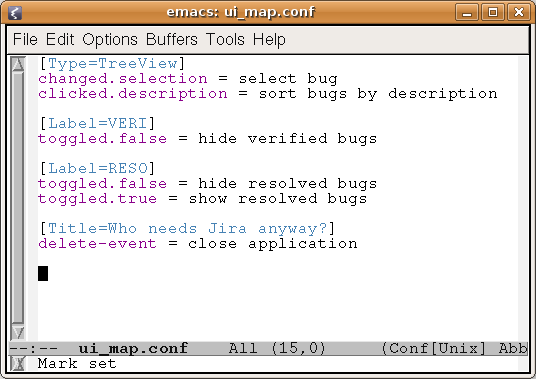 emacs: ui_map.conf
File Edit Options Buffers Tools Help
[Type=TreeView]
changed.selection = select bug
clicked.description = sort bugs by description
[Label=VERI]
toggled.false = hide verified bugs
[Label=RESO]
toggled.false = hide resolved bugs
toggled.true = show resolved bugs
[Title=Who needs Jira anyway?]
delete-event = close application
--:-- ui_map.conf All (15,0) (Conf[Unix] Abb
Mark set